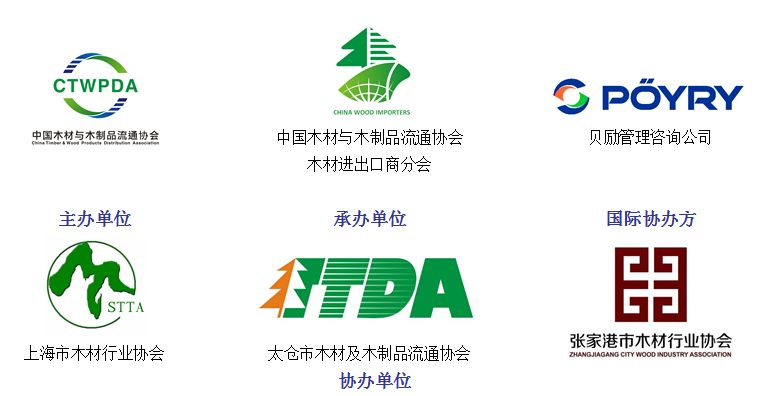 CTWPDA
中国木材与木制品流通协会
China Timber & Wood Products Distribution Association
CHINA WOOD IMPORTERS
中国木材与木制品流通协会
木材进出口商分会
PÖYRY
贝励管理咨询公司
主办单位
承办单位
国际协办方
STTA
上海市木材行业协会
TDA
太仓市木材及木制品流通协会
张家港市木材行业协会
ZHANGJIAGANG CITY WOOD INDUSTRY ASSOCIATION
协办单位